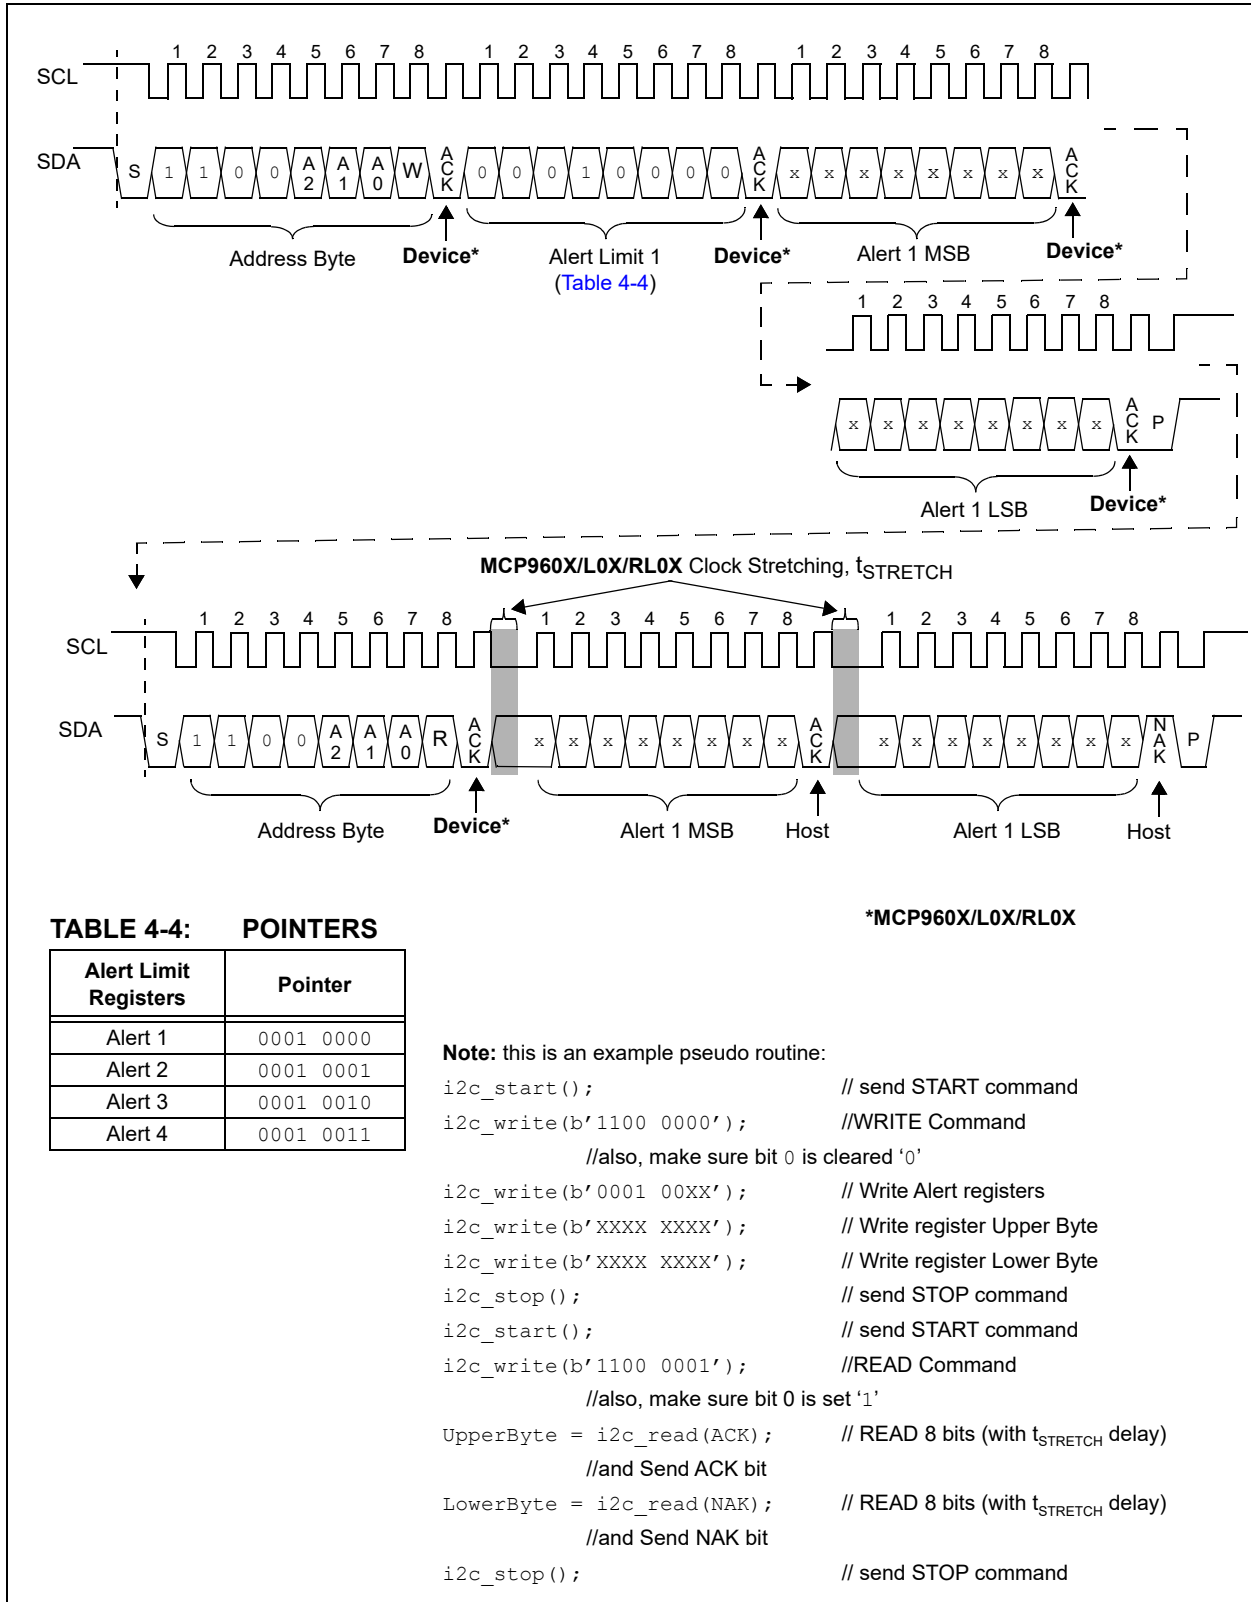 1 2 3 4 5 6 7 8 1 2 3 4 5 6 7 8 1 2 3 4 5 6 7 8
SCL
SDA S 1 1 0 0 A2 A1 A0 W ACK 0 0 0 1 0 0 0 0 ACK x x x x x x x x ACK
Address Byte Device* Alert Limit 1 Device* Alert 1 MSB Device*
(Table 4-4)
1 2 3 4 5 6 7 8
x x x x x x x x ACK P
Alert 1 LSB Device*
MCP960X/L0X/RL0X Clock Stretching, tSTRETCH
1 2 3 4 5 6 7 8 1 2 3 4 5 6 7 8 1 2 3 4 5 6 7 8
SCL
SDA S 1 1 0 0 A2 A1 A0 R ACK x x x x x x x x ACK x x x x x x x x NAK P
Address Byte Device* Alert 1 MSB Host Alert 1 LSB Host
*MCP960X/L0X/RL0X
TABLE 4-4: POINTERS
Alert Limit Registers Pointer
Alert 1 0001 0000
Alert 2 0001 0001
Alert 3 0001 0010
Alert 4 0001 0011
Note: this is an example pseudo routine:
i2c_start(); // send START command
i2c_write(b’1100 0000’); //WRITE Command
//also, make sure bit 0 is cleared ‘0’
i2c_write(b’0001 00XX’); // Write Alert registers
i2c_write(b’XXXX XXXX’); // Write register Upper Byte
i2c_write(b’XXXX XXXX’); // Write register Lower Byte
i2c_stop(); // send STOP command
i2c_start(); // send START command
i2c_write(b’1100 0001’); //READ Command
//also, make sure bit 0 is set ‘1’
UpperByte = i2c_read(ACK); // READ 8 bits (with tSTRETCH delay)
//and Send ACK bit
LowerByte = i2c_read(NAK); // READ 8 bits (with tSTRETCH delay)
//and Send NAK bit
i2c_stop(); // send STOP command